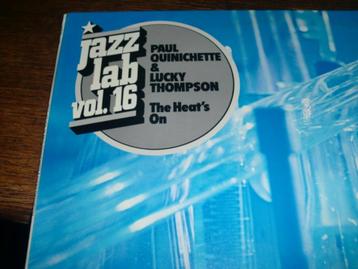 jazz
lab
vol. 16
PAUL
QUINICHETTE
&
LUCKY
THOMPSON
The Heat's
On